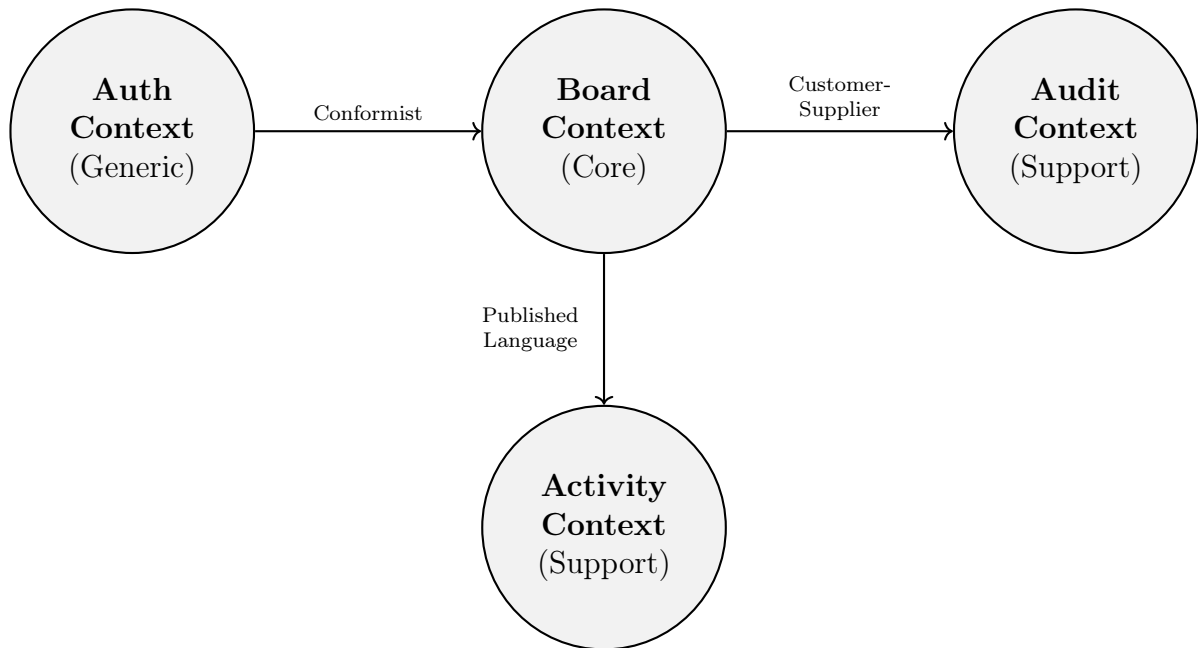 Auth
Context
(Generic)
Conformist
Board
Context
(Core)
Customer-
Supplier
Audit
Context
(Support)
Published
Language
Activity
Context
(Support)